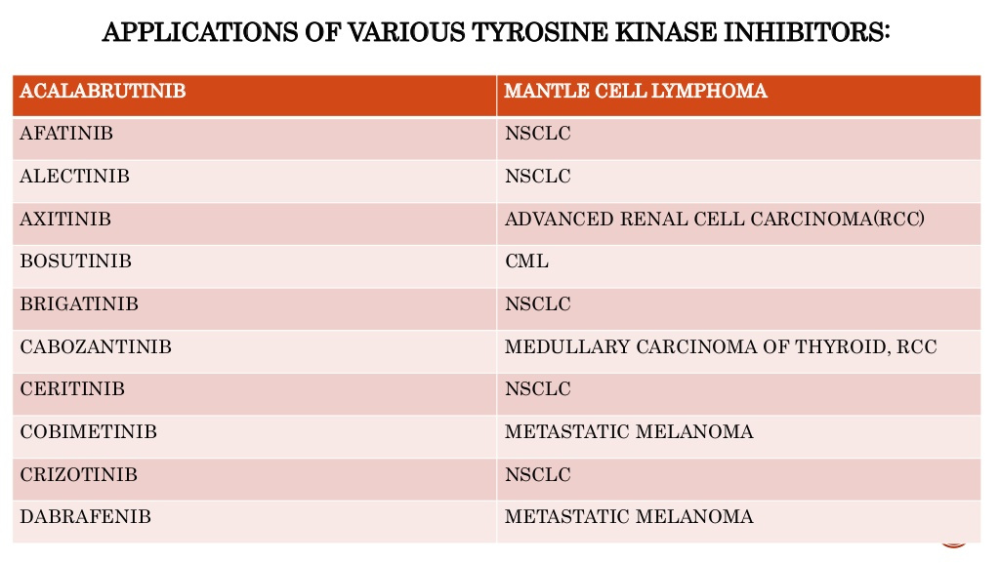 APPLICATIONS OF VARIOUS TYROSINE KINASE INHIBITORS:
ACALABRUTINIB MANTLE CELL LYMPHOMA
AFATINIB NSCLC
ALECTINIB NSCLC
AXITINIB ADVANCED RENAL CELL CARCINOMA(RCC)
BOSUTINIB CML
BRIGATINIB NSCLC
CABOZANTINIB MEDULLARY CARCINOMA OF THYROID, RCC
CERITINIB NSCLC
COBIMETINIB METASTATIC MELANOMA
CRIZOTINIB NSCLC
DABRAFENIB METASTATIC MELANOMA